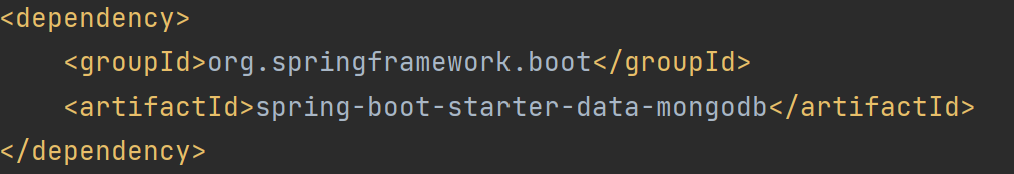 <dependency>
    <groupId>org.springframework.boot</groupId>
    <artifactId>spring-boot-starter-data-mongodb</artifactId>
</dependency>